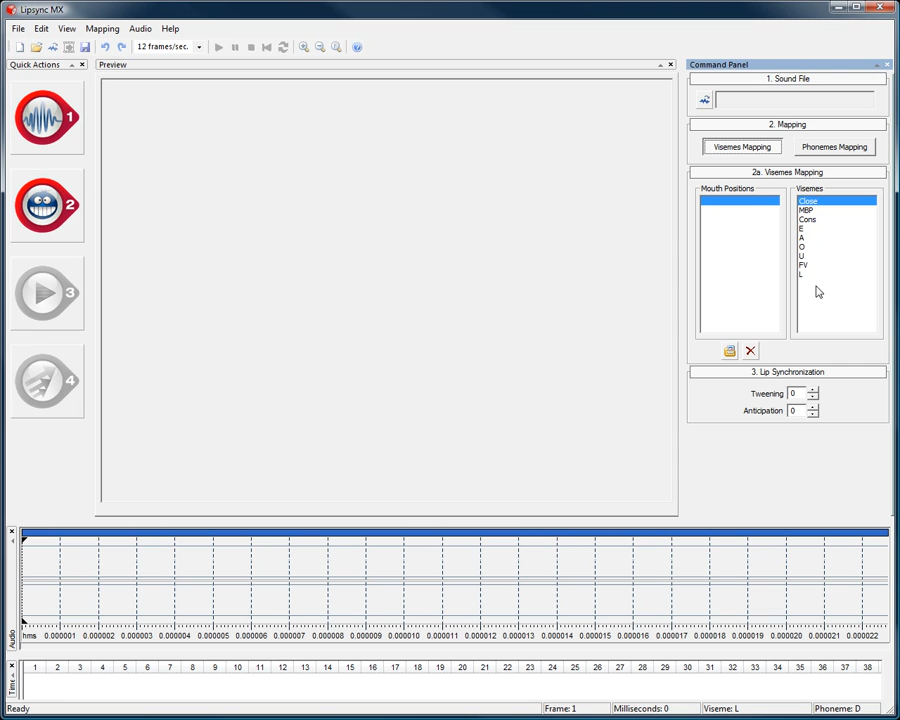 Lipsync MX
File Edit View Mapping Audio Help
12 frames/sec.
Quick Actions
Preview
Command Panel
1
2
3
4
1. Sound File
2. Mapping
Visemes Mapping Phonemes Mapping
2a. Visemes Mapping
Mouth Positions Visemes
Close
MBP
Cons
E
A
O
U
FV
L
3. Lip Synchronization
Tweening 0
Anticipation 0
Audio
hms 0.000001 0.000002 0.000003 0.000004 0.000005 0.000006 0.000007 0.000008 0.000009 0.000010 0.000011 0.000012 0.000013 0.000014 0.000015 0.000016 0.000017 0.000018 0.000019 0.000020 0.000021 0.000022
1 2 3 4 5 6 7 8 9 10 11 12 13 14 15 16 17 18 19 20 21 22 23 24 25 26 27 28 29 30 31 32 33 34 35 36 37 38
Ready Frame: 1 Milliseconds: 0 Viseme: L Phoneme: D